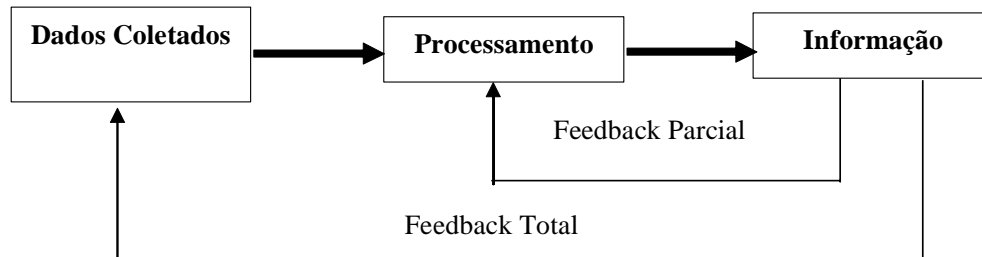 Dados Coletados
Processamento
Informação
Feedback Parcial
Feedback Total